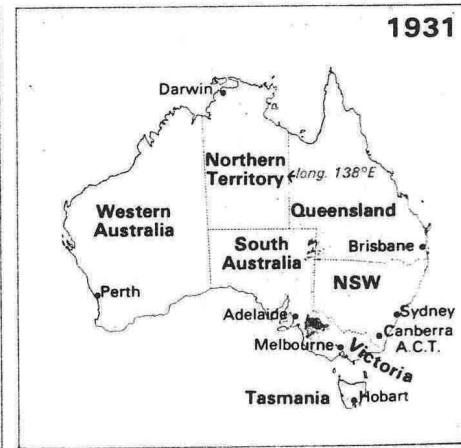 1931
Darwin
Northern
Territory
long. 138°E
Western
Australia
Queensland
South
Australia
Brisbane
NSW
Perth
Adelaide
Sydney
Canberra
A.C.T.
Melbourne
Victoria
Tasmania
Hobart